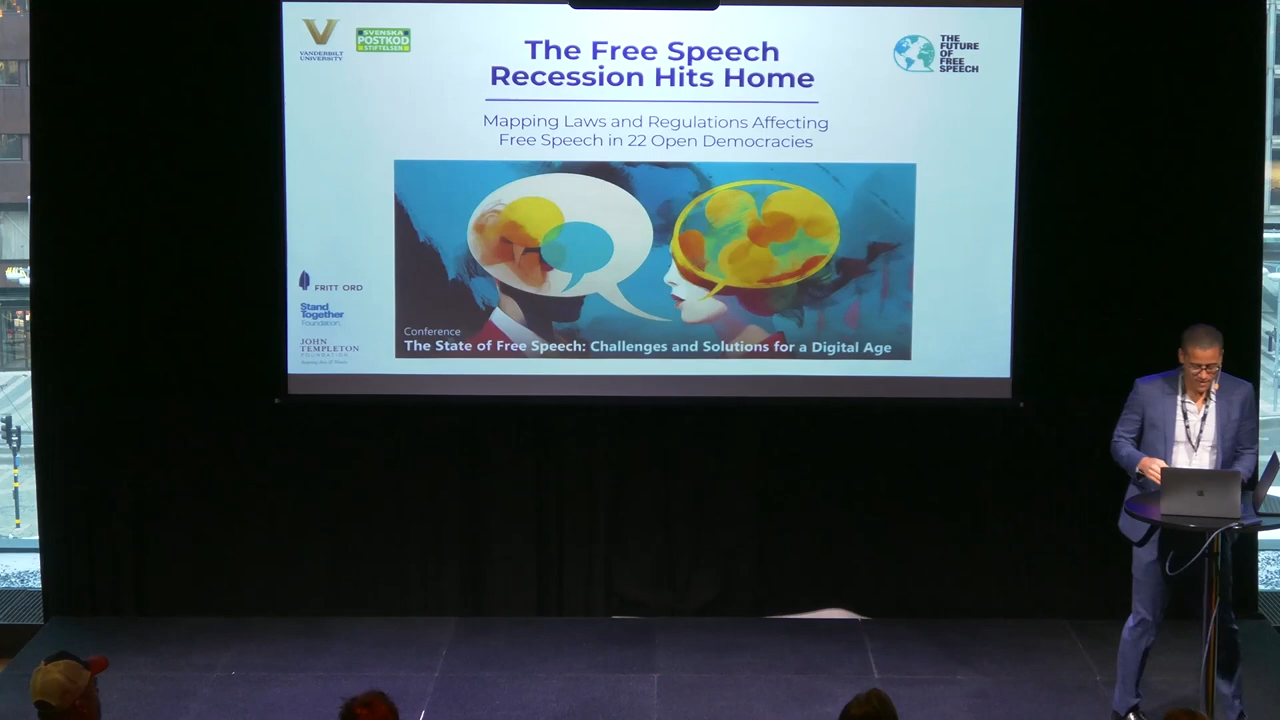 VANDERBILT
UNIVERSITY
SVENSKA
POSTKOD
STIFTELSEN
The Free Speech
Recession Hits Home
THE
FUTURE
OF
FREE
SPEECH
Mapping Laws and Regulations Affecting
Free Speech in 22 Open Democracies
FRITT ORD
Stand
Together
Foundation
JOHN
TEMPLETON
FOUNDATION
Conference
The State of Free Speech: Challenges and Solutions for a Digital Age